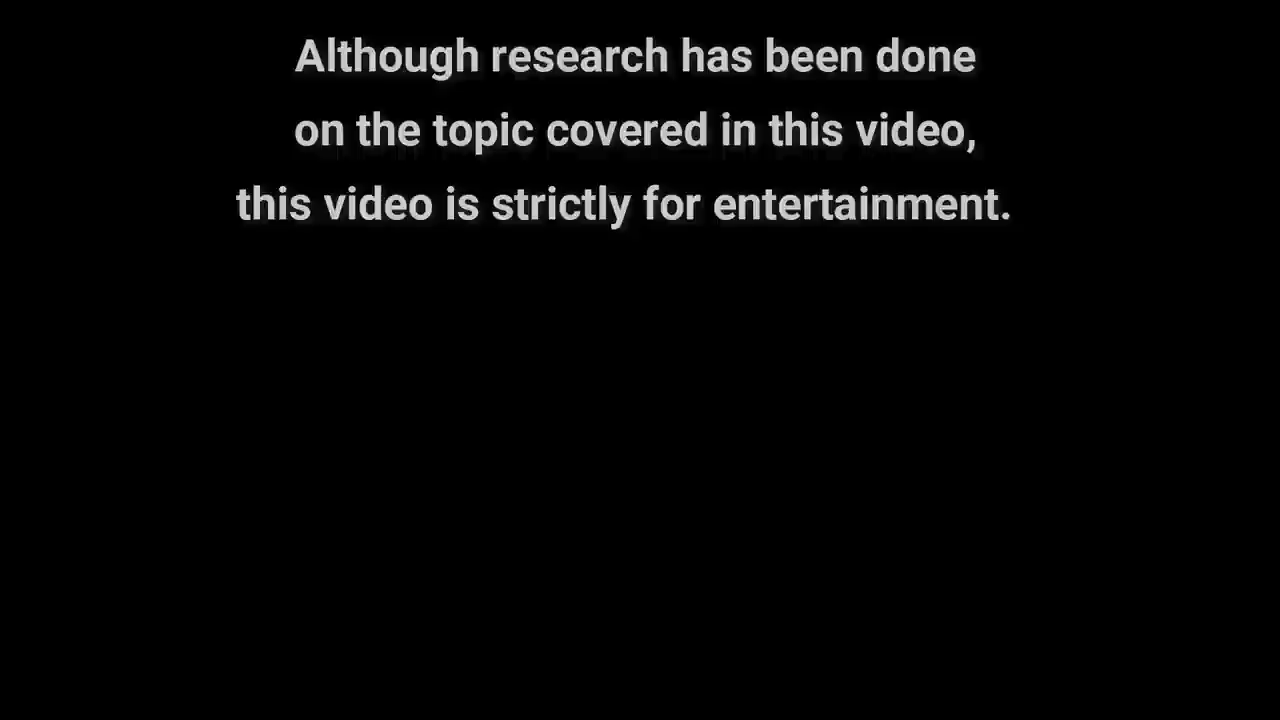 Although research has been done
on the topic covered in this video,
this video is strictly for entertainment.